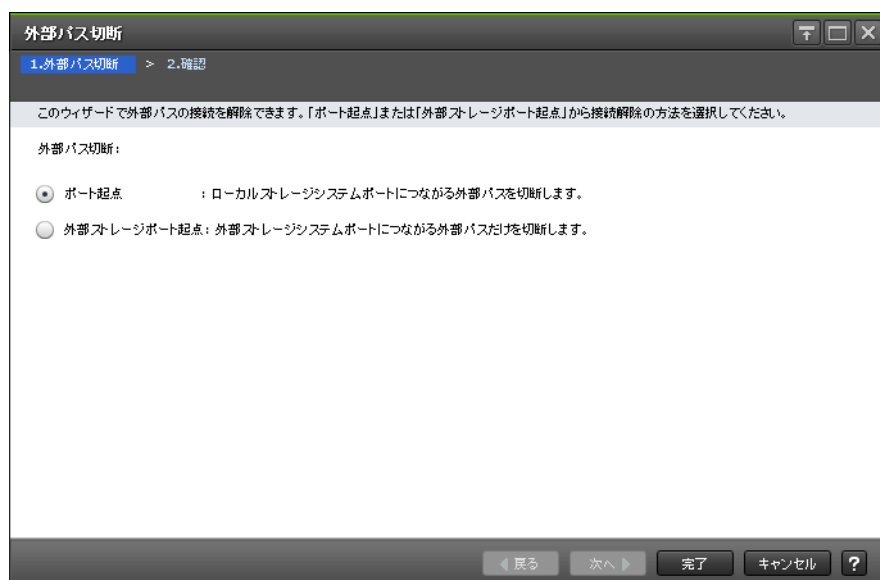 外部パス切断
1.外部パス切断 > 2.確認
このウィザードで外部パスの接続を解除できます。「ポート起点」または「外部ストレージポート起点」から接続解除の方法を選択してください。
外部パス切断:
ポート起点 : ローカルストレージシステムポートにつながる外部パスを切断します。
外部ストレージポート起点: 外部ストレージシステムポートにつながる外部パスだけを切断します。
戻る 次へ 完了 キャンセル ?